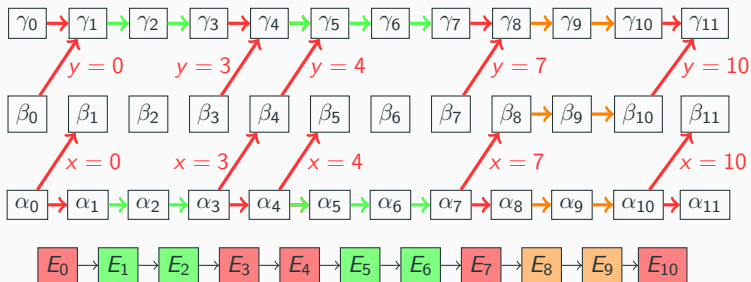 γ₀ γ₁ γ₂ γ₃ γ₄ γ₅ γ₆ γ₇ γ₈ γ₉ γ₁₀ γ₁₁
y = 0 y = 3 y = 4 y = 7 y = 10
β₀ β₁ β₂ β₃ β₄ β₅ β₆ β₇ β₈ β₉ β₁₀ β₁₁
x = 0 x = 3 x = 4 x = 7 x = 10
α₀ α₁ α₂ α₃ α₄ α₅ α₆ α₇ α₈ α₉ α₁₀ α₁₁
E₀ E₁ E₂ E₃ E₄ E₅ E₆ E₇ E₈ E₉ E₁₀